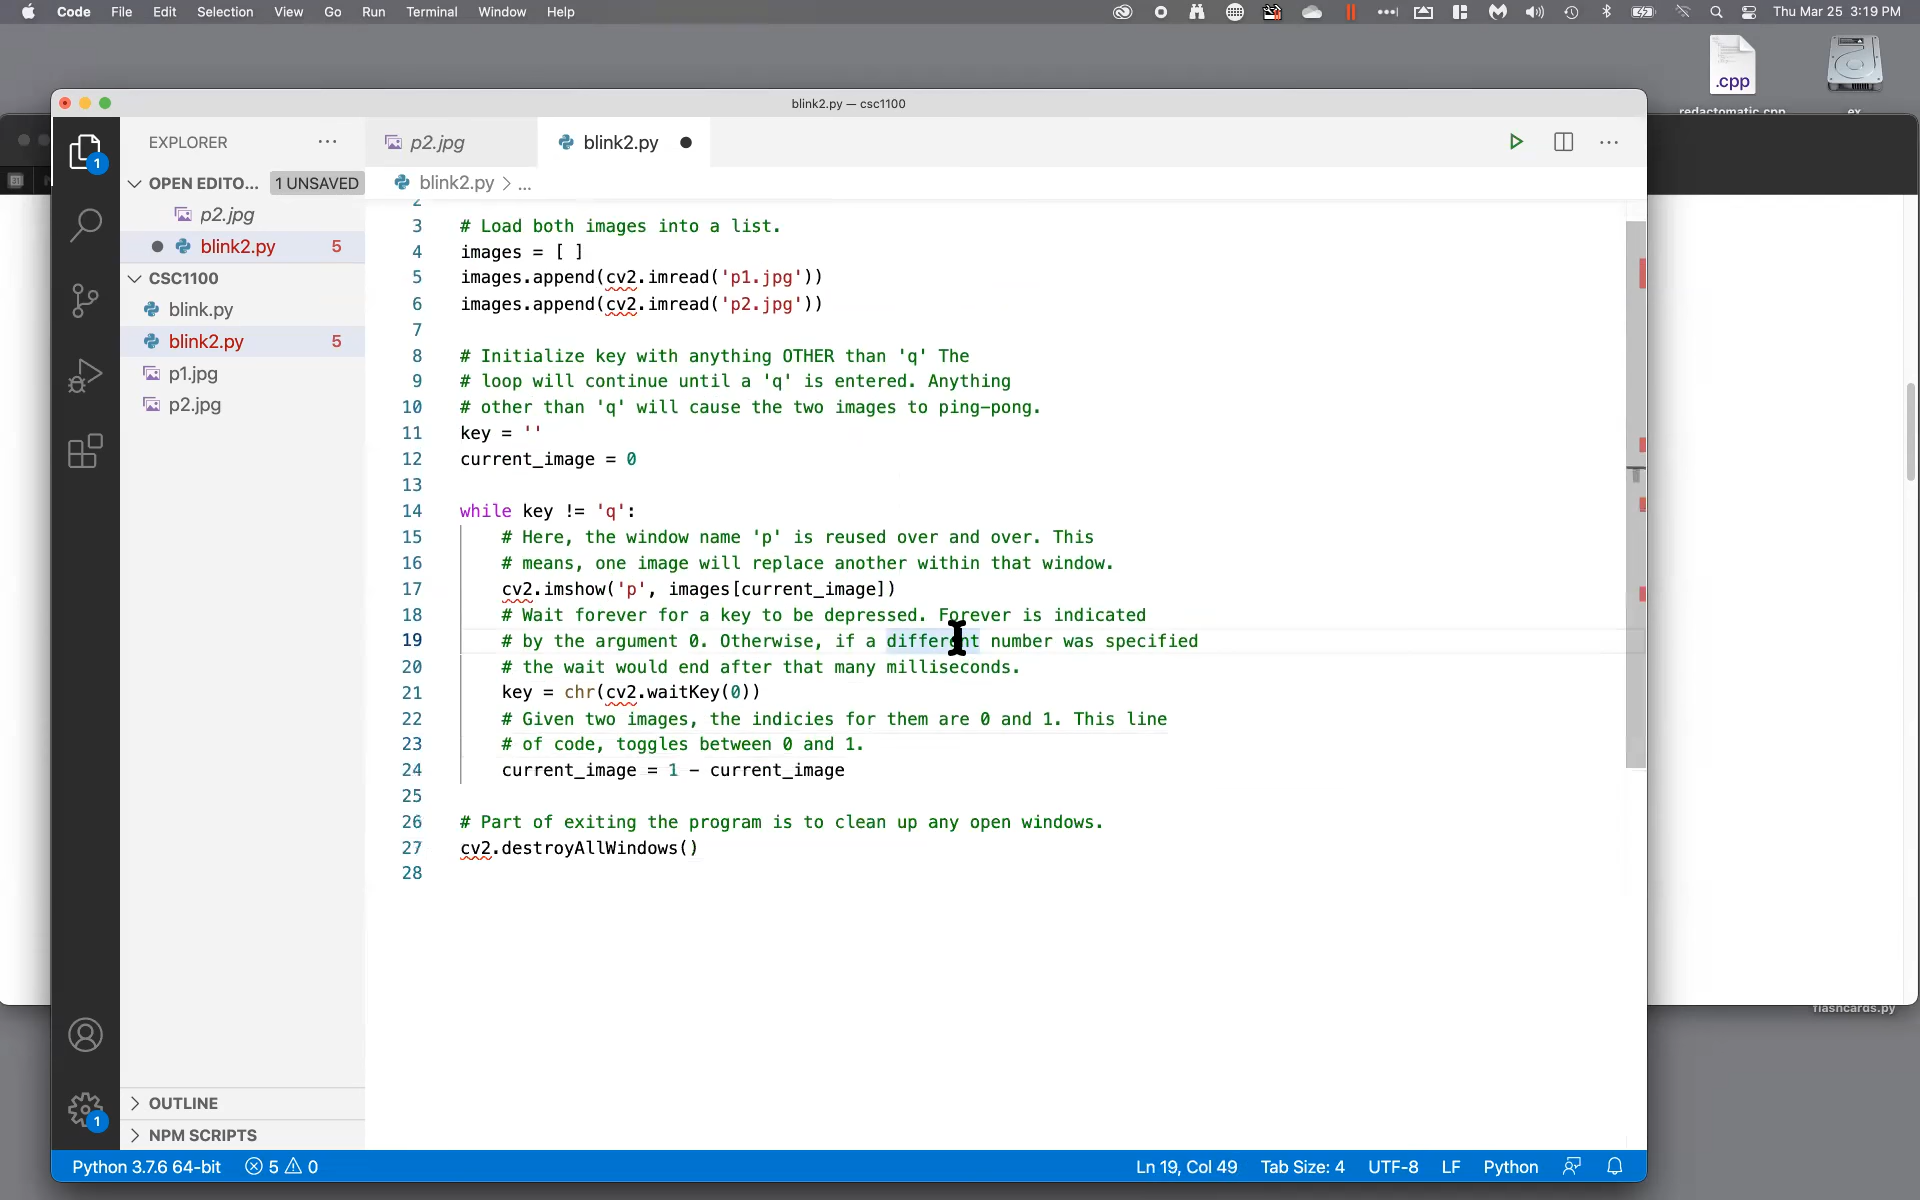 Code File Edit Selection View Go Run Terminal Window Help Thu Mar 25 3:19 PM
.cpp
redactomatic.cpp ex
blink2.py — csc1100
EXPLORER
p2.jpg
blink2.py
OPEN EDITO... 1 UNSAVED
blink2.py > ...
p2.jpg
blink2.py 5
CSC1100
blink.py
blink2.py 5
p1.jpg
p2.jpg
2
3 # Load both images into a list.
4 images = [ ]
5 images.append(cv2.imread('p1.jpg'))
6 images.append(cv2.imread('p2.jpg'))
7
8 # Initialize key with anything OTHER than 'q' The
9 # loop will continue until a 'q' is entered. Anything
10 # other than 'q' will cause the two images to ping-pong.
11 key = ''
12 current_image = 0
13
14 while key != 'q':
15 # Here, the window name 'p' is reused over and over. This
16 # means, one image will replace another within that window.
17 cv2.imshow('p', images[current_image])
18 # Wait forever for a key to be depressed. Forever is indicated
19 # by the argument 0. Otherwise, if a different number was specified
20 # the wait would end after that many milliseconds.
21 key = chr(cv2.waitKey(0))
22 # Given two images, the indicies for them are 0 and 1. This line
23 # of code, toggles between 0 and 1.
24 current_image = 1 - current_image
25
26 # Part of exiting the program is to clean up any open windows.
27 cv2.destroyAllWindows()
28
flashcards.py
1
1
OUTLINE
NPM SCRIPTS
Python 3.7.6 64-bit 5 0 Ln 19, Col 49 Tab Size: 4 UTF-8 LF Python